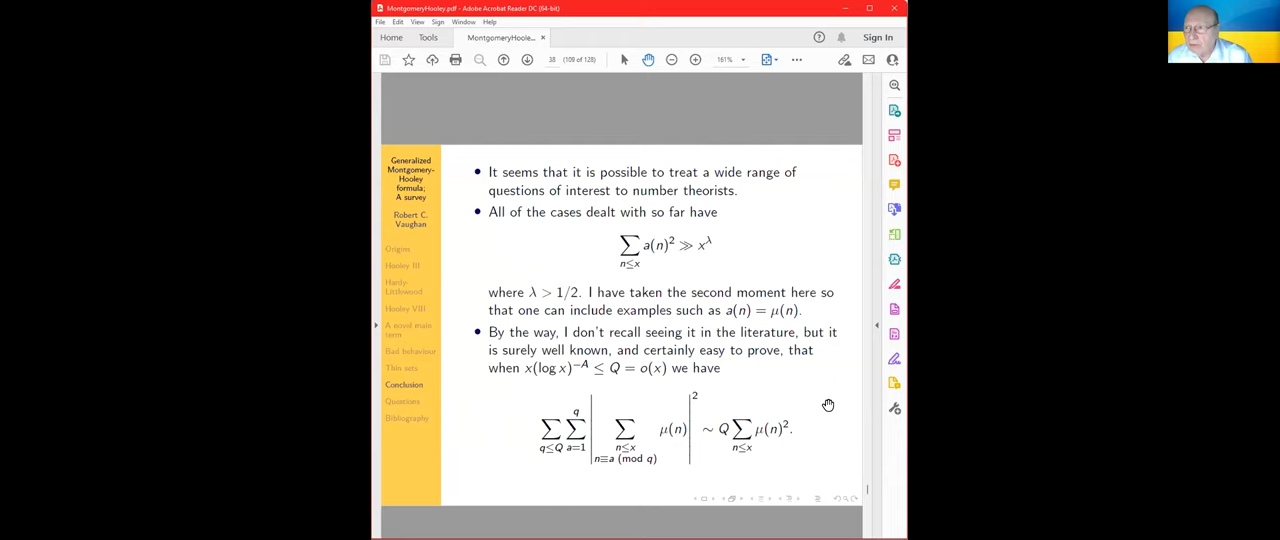 MontgomeryHooley.pdf - Adobe Acrobat Reader DC (64-bit)
File Edit View Sign Window Help
Home Tools MontgomeryHoole... × Sign In
38 (109 of 128) 161%
Generalized
Montgomery-
Hooley
formula;
A survey
Robert C.
Vaughan
Origins
Hooley III
Hardy-
Littlewood
Hooley VIII
A novel main
term
Bad behaviour
Thin sets
Conclusion
Questions
Bibliography
• It seems that it is possible to treat a wide range of
questions of interest to number theorists.
• All of the cases dealt with so far have
∑_{n≤x} a(n)² ≫ x^λ
where λ > 1/2. I have taken the second moment here so
that one can include examples such as a(n) = μ(n).
• By the way, I don't recall seeing it in the literature, but it
is surely well known, and certainly easy to prove, that
when x(log x)^{−A} ≤ Q = o(x) we have
∑_{q≤Q} ∑_{a=1}^{q} |∑_{n≤x, n≡a (mod q)} μ(n)|² ∼ Q ∑_{n≤x} μ(n)².